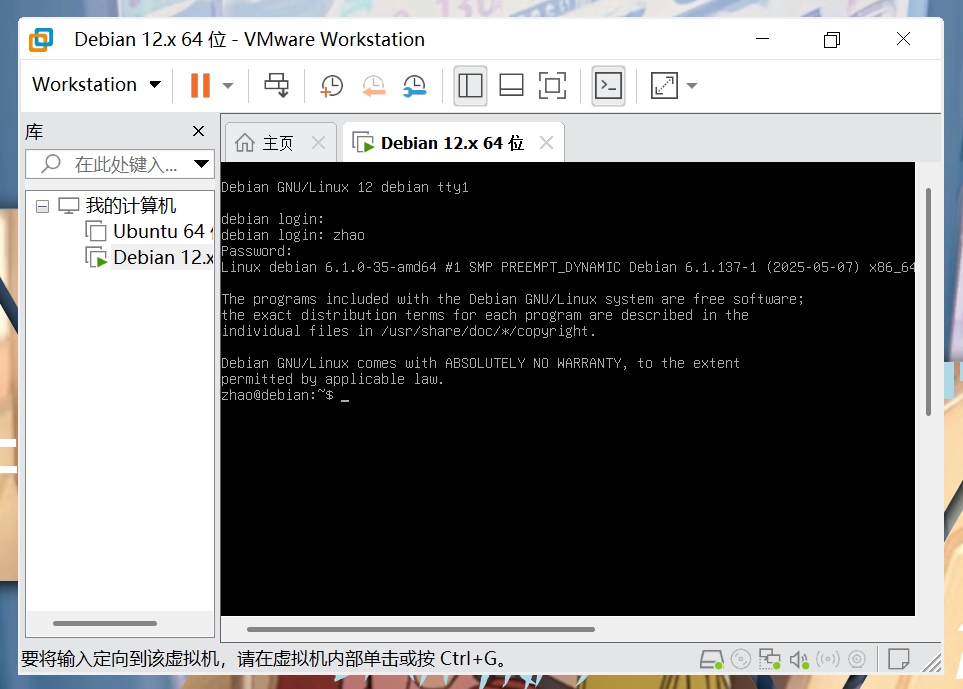 Debian 12.x 64 位 - VMware Workstation
Workstation
库
主页
Debian 12.x 64 位
在此处键入...
我的计算机
Ubuntu 64
Debian 12.x
Debian GNU/Linux 12 debian tty1
debian login:
debian login: zhao
Password:
Linux debian 6.1.0-35-amd64 #1 SMP PREEMPT_DYNAMIC Debian 6.1.137-1 (2025-05-07) x86_64
The programs included with the Debian GNU/Linux system are free software;
the exact distribution terms for each program are described in the
individual files in /usr/share/doc/*/copyright.
Debian GNU/Linux comes with ABSOLUTELY NO WARRANTY, to the extent
permitted by applicable law.
zhao@debian:~$ _
要将输入定向到该虚拟机，请在虚拟机内部单击或按 Ctrl+G。